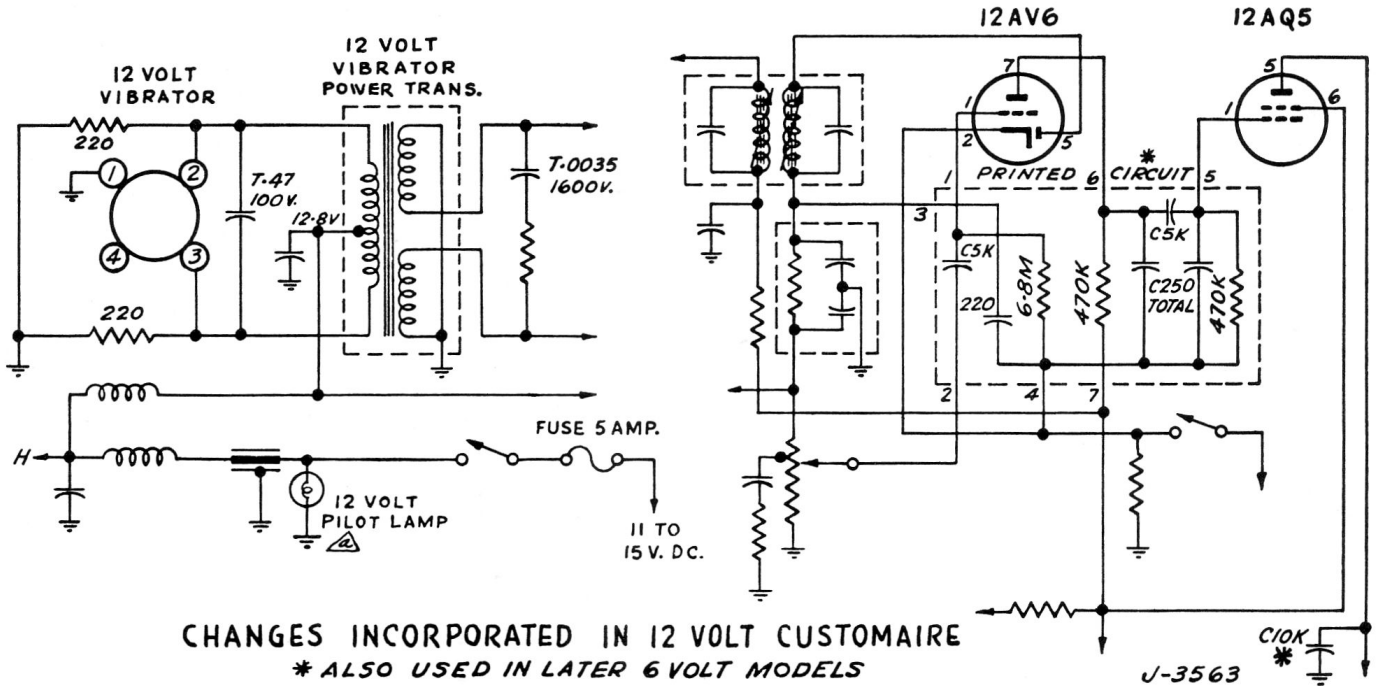 12AV6
12AQ5
12 VOLT
VIBRATOR
12 VOLT
VIBRATOR
POWER TRANS.
220
1
2
3
4
220
T·47
100V.
12·8V
T·0035
1600V.
H
12 VOLT
PILOT LAMP
a
FUSE 5 AMP.
11 TO
15 V. DC.
7
1
2
5
5
1
6
PRINTED CIRCUIT
*
1
6
5
3
C5K
220
6·8M
470K
C5K
C250
TOTAL
470K
2
4
7
C10K
*
CHANGES INCORPORATED IN 12 VOLT CUSTOMAIRE
* ALSO USED IN LATER 6 VOLT MODELS
J-3563